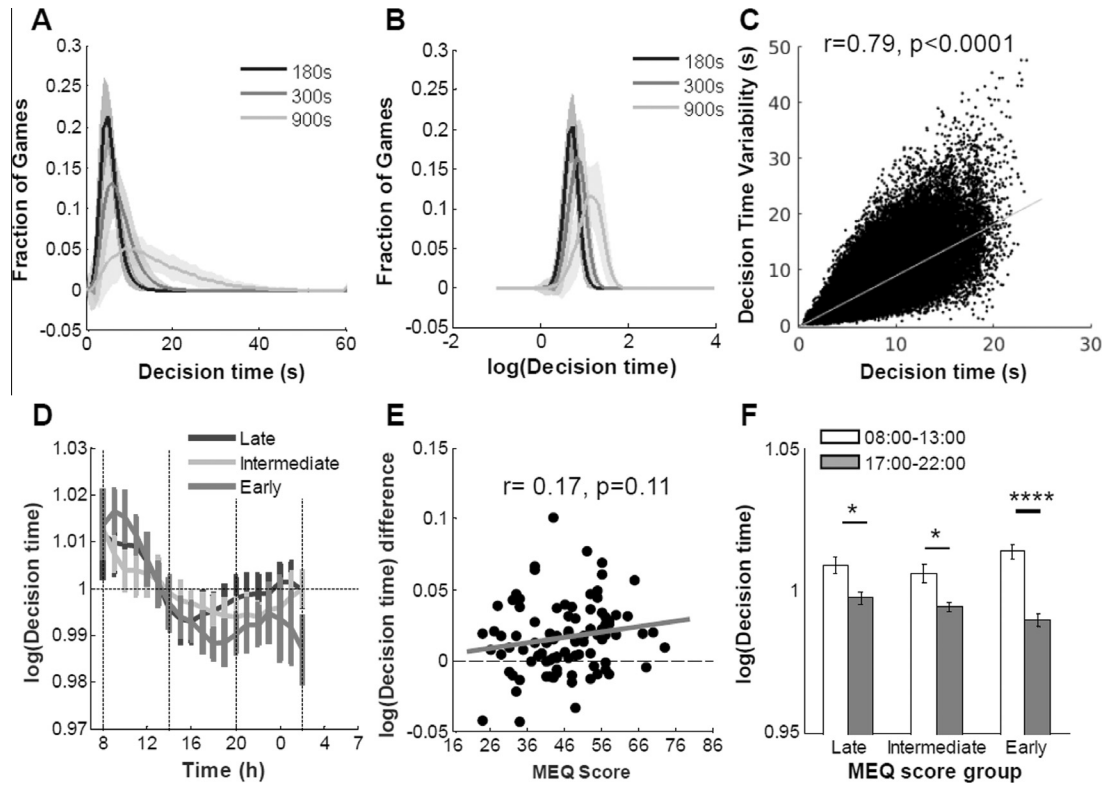 A
0.3
0.25
0.2
0.15
0.1
0.05
0
-0.05
Fraction of Games
180s
300s
900s
0 20 40 60
Decision time (s)
B
0.3
0.25
0.2
0.15
0.1
0.05
0
-0.05
Fraction of Games
180s
300s
900s
-2 0 2 4
log(Decision time)
C
r=0.79, p<0.0001
50
40
30
20
10
0
Decision Time Variability (s)
0 10 20 30
Decision time (s)
D
1.03
1.02
1.01
1
0.99
0.98
0.97
log(Decision time)
Late
Intermediate
Early
8 12 16 20 0 4 7
Time (h)
E
0.15
0.1
0.05
0
-0.05
log(Decision time) difference
r= 0.17, p=0.11
16 26 36 46 56 66 76 86
MEQ Score
F
1.05
1
0.95
log(Decision time)
08:00-13:00
17:00-22:00
* * ****
Late Intermediate Early
MEQ score group